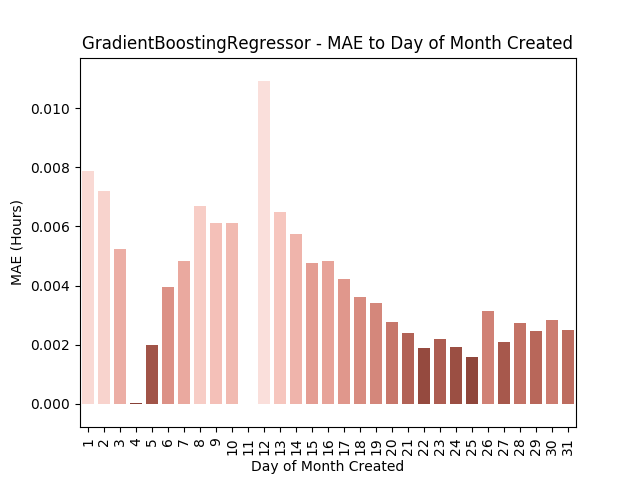 GradientBoostingRegressor - MAE to Day of Month Created
MAE (Hours)
0.010
0.008
0.006
0.004
0.002
0.000
1 2 3 4 5 6 7 8 9 10 11 12 13 14 15 16 17 18 19 20 21 22 23 24 25 26 27 28 29 30 31
Day of Month Created